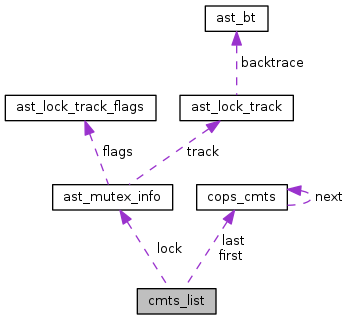 ast_bt
backtrace
ast_lock_track_flags
ast_lock_track
flags
track
ast_mutex_info
cops_cmts
next
lock
last
first
cmts_list